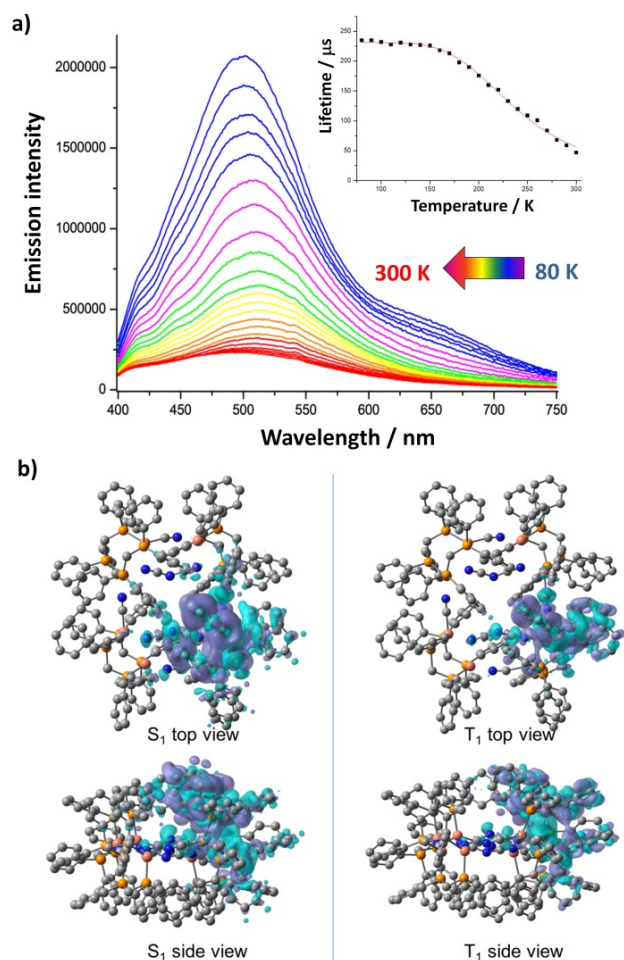 a)
Emission intensity
2000000
1500000
1000000
500000
0
400 450 500 550 600 650 700 750
Wavelength / nm
Lifetime / μs
250
200
150
100
50
0
100 150 200 250 300
Temperature / K
300 K
80 K
b)
S1 top view
T1 top view
S1 side view
T1 side view